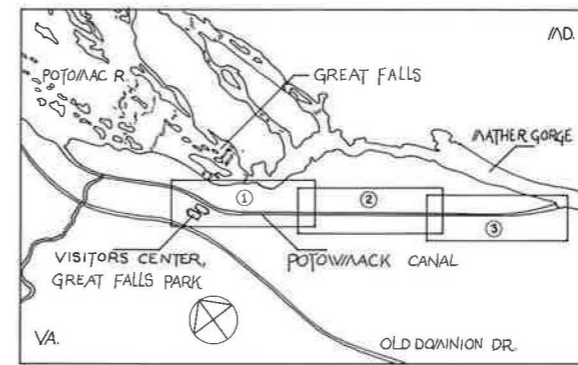 MD.
POTOMAC R.
GREAT FALLS
MATHER GORGE
①
②
③
VISITORS CENTER,
GREAT FALLS PARK
POTOWMACK CANAL
VA.
OLD DOMINION DR.